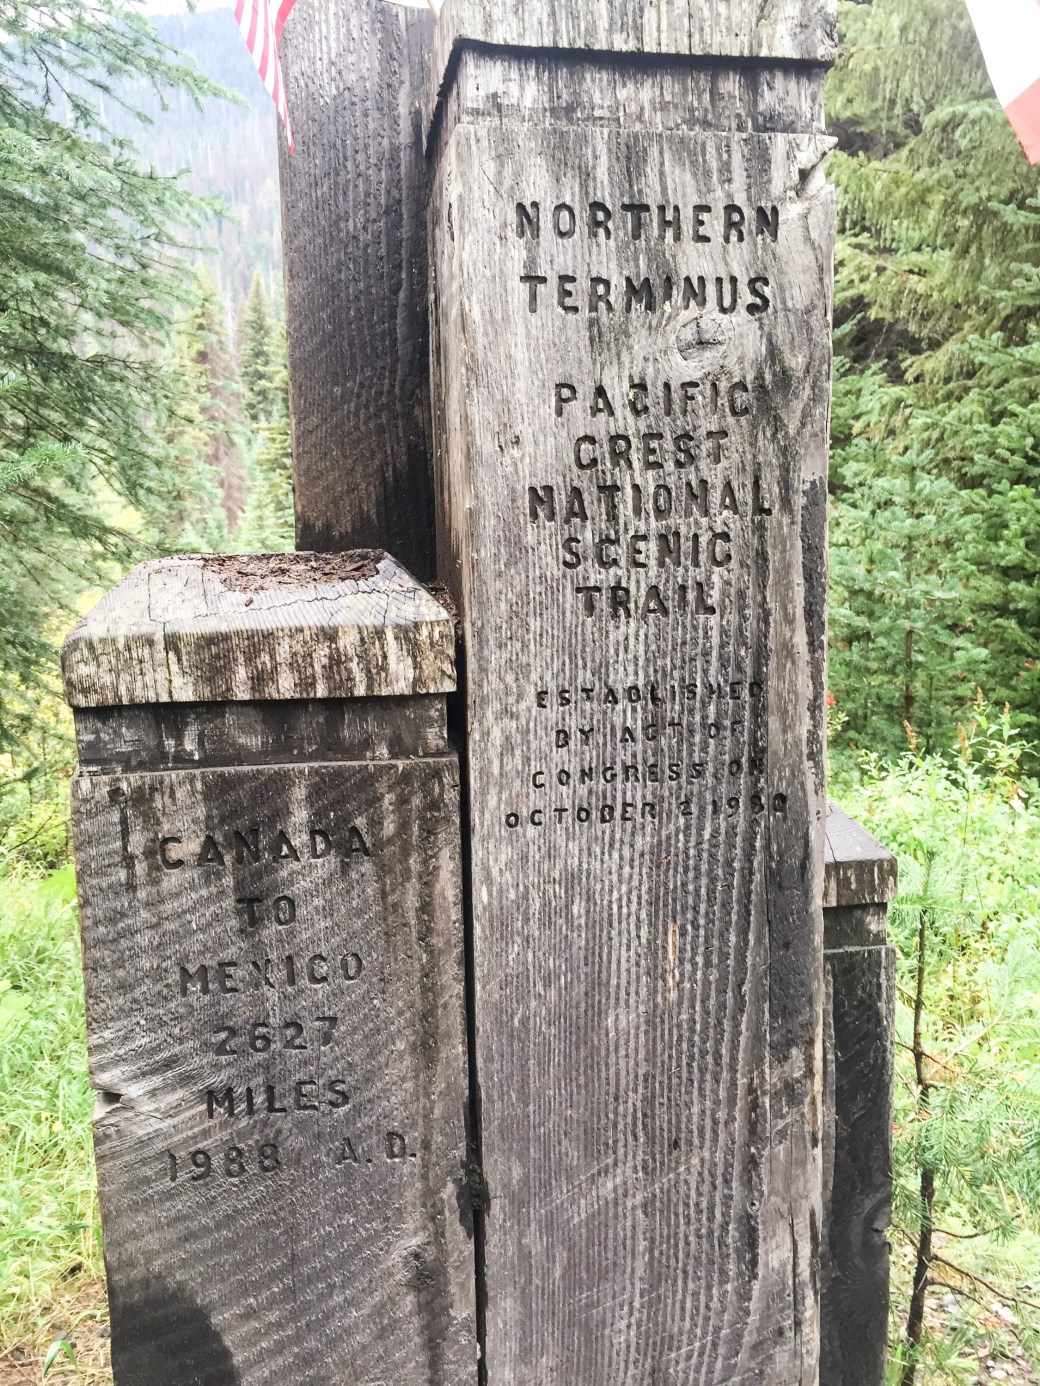 NORTHERN
TERMINUS
PACIFIC
CREST
NATIONAL
SCENIC
TRAIL
ESTABLISHED
BY ACT OF
CONGRESS ON
OCTOBER 2
CANADA
TO
MEXICO
2627
MILES
1988 A.D.